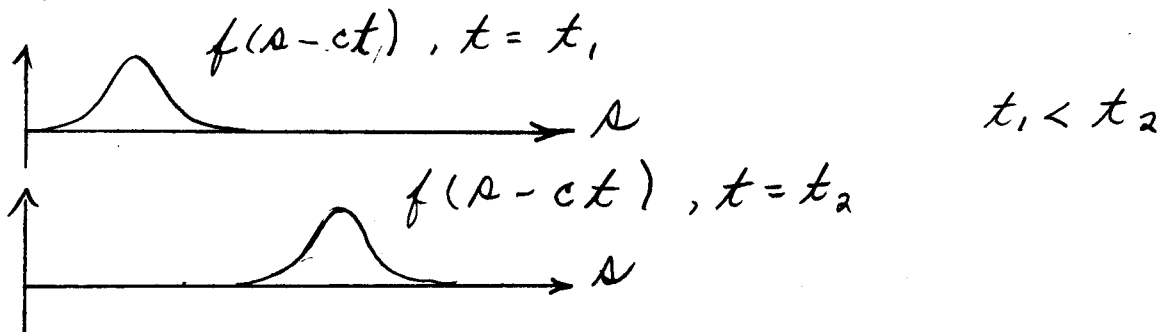 f(s-ct), t = t₁
s
t₁ < t₂
f(s-ct), t = t₂
s